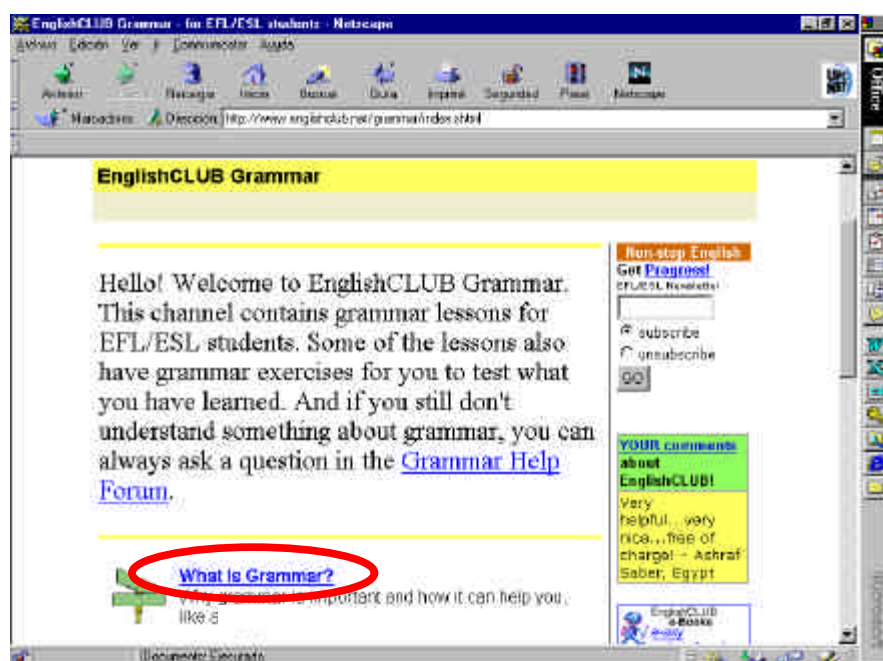 EnglishCLUB Grammar - for EFL/ESL students - Netscape
Edición Ver Ir Communicator Ayuda
Anterior Recargar Inicio Buscar Guía Imprimir Seguridad Parar Netscape
Marcadores Dirección http://www.englishclub.net/grammar/index.shtml
Office
EnglishCLUB Grammar
Hello! Welcome to EnglishCLUB Grammar.
This channel contains grammar lessons for
EFL/ESL students. Some of the lessons also
have grammar exercises for you to test what
you have learned. And if you still don't
understand something about grammar, you can
always ask a question in the Grammar Help
Forum.
What is Grammar?
Why grammar is important and how it can help you,
like a
Non-stop English
Get Progress!
EFL/ESL Newsletter
subscribe
unsubscribe
GO
YOUR comments
about
EnglishCLUB!
Very
helpful... very
nice...free of
charge! - Ashraf
Saber, Egypt
EnglishCLUB
e-Books